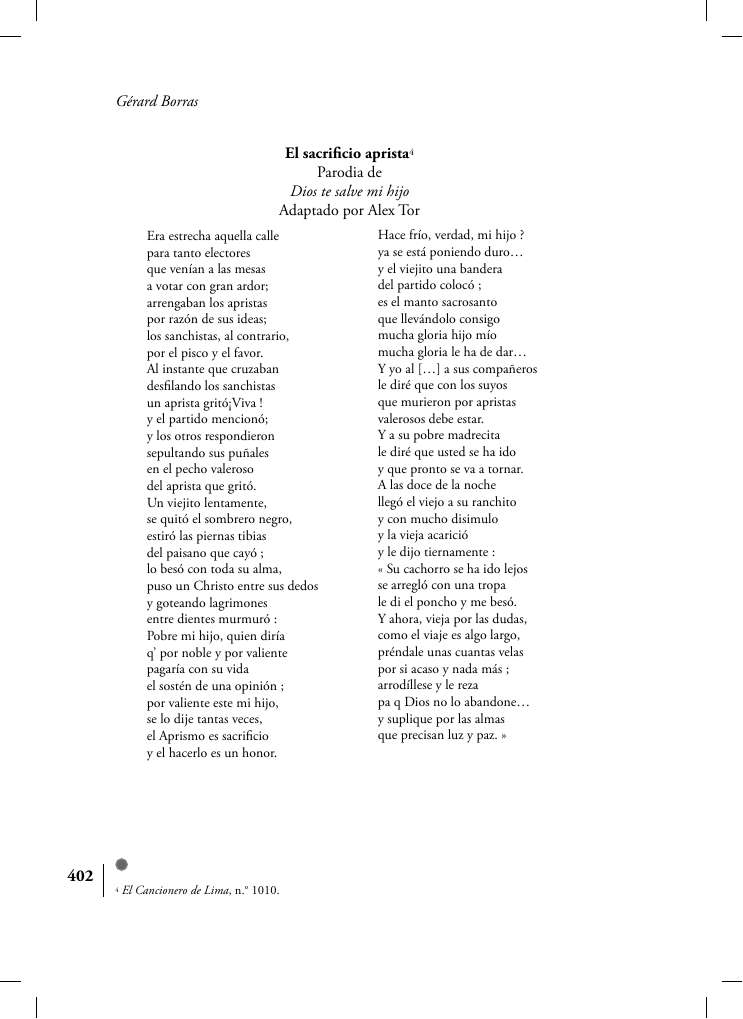 Gérard Borras
El sacrificio aprista⁴
Parodia de
Dios te salve mi hijo
Adaptado por Alex Tor
Era estrecha aquella calle
para tanto electores
que venían a las mesas
a votar con gran ardor;
arrengaban los apristas
por razón de sus ideas;
los sanchistas, al contrario,
por el pisco y el favor.
Al instante que cruzaban
desfilando los sanchistas
un aprista gritó¡Viva !
y el partido mencionó;
y los otros respondieron
sepultando sus puñales
en el pecho valeroso
del aprista que gritó.
Un viejito lentamente,
se quitó el sombrero negro,
estiró las piernas tibias
del paisano que cayó ;
lo besó con toda su alma,
puso un Christo entre sus dedos
y goteando lagrimones
entre dientes murmuró :
Pobre mi hijo, quien diría
q' por noble y por valiente
pagaría con su vida
el sostén de una opinión ;
por valiente este mi hijo,
se lo dije tantas veces,
el Aprismo es sacrificio
y el hacerlo es un honor.
Hace frío, verdad, mi hijo ?
ya se está poniendo duro…
y el viejito una bandera
del partido colocó ;
es el manto sacrosanto
que llevándolo consigo
mucha gloria hijo mío
mucha gloria le ha de dar…
Y yo al […] a sus compañeros
le diré que con los suyos
que murieron por apristas
valerosos debe estar.
Y a su pobre madrecita
le diré que usted se ha ido
y que pronto se va a tornar.
A las doce de la noche
llegó el viejo a su ranchito
y con mucho disimulo
y la vieja acarició
y le dijo tiernamente :
« Su cachorro se ha ido lejos
se arregló con una tropa
le di el poncho y me besó.
Y ahora, vieja por las dudas,
como el viaje es algo largo,
préndale unas cuantas velas
por si acaso y nada más ;
arrodíllese y le reza
pa q Dios no lo abandone…
y suplique por las almas
que precisan luz y paz. »
402
⁴ El Cancionero de Lima, n.° 1010.